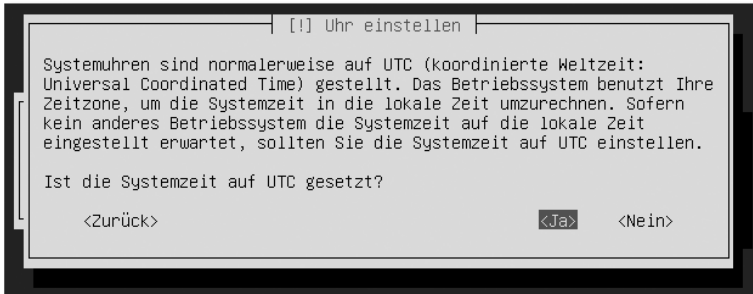 [!] Uhr einstellen
Systemuhren sind normalerweise auf UTC (koordinierte Weltzeit:
Universal Coordinated Time) gestellt. Das Betriebssystem benutzt Ihre
Zeitzone, um die Systemzeit in die lokale Zeit umzurechnen. Sofern
kein anderes Betriebssystem die Systemzeit auf die lokale Zeit
eingestellt erwartet, sollten Sie die Systemzeit auf UTC einstellen.
Ist die Systemzeit auf UTC gesetzt?
<Zurück> <Ja> <Nein>